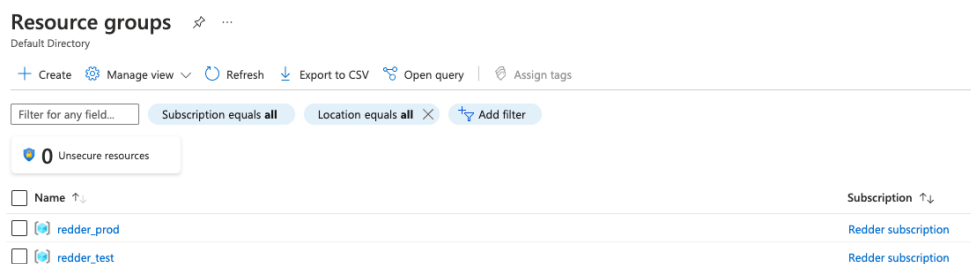 Resource groups
Default Directory
Create Manage view Refresh Export to CSV Open query Assign tags
Filter for any field... Subscription equals all Location equals all Add filter
0 Unsecure resources
Name Subscription
redder_prod Redder subscription
redder_test Redder subscription